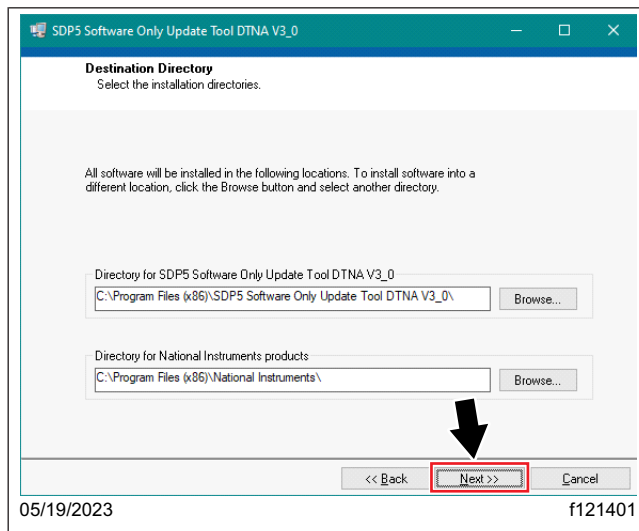 SDP5 Software Only Update Tool DTNA V3_0
Destination Directory
Select the installation directories.
All software will be installed in the following locations. To install software into a
different location, click the Browse button and select another directory.
Directory for SDP5 Software Only Update Tool DTNA V3_0
C:\Program Files (x86)\SDP5 Software Only Update Tool DTNA V3_0\
Browse...
Directory for National Instruments products
C:\Program Files (x86)\National Instruments\
Browse...
<< Back
Next >>
Cancel
05/19/2023
f121401